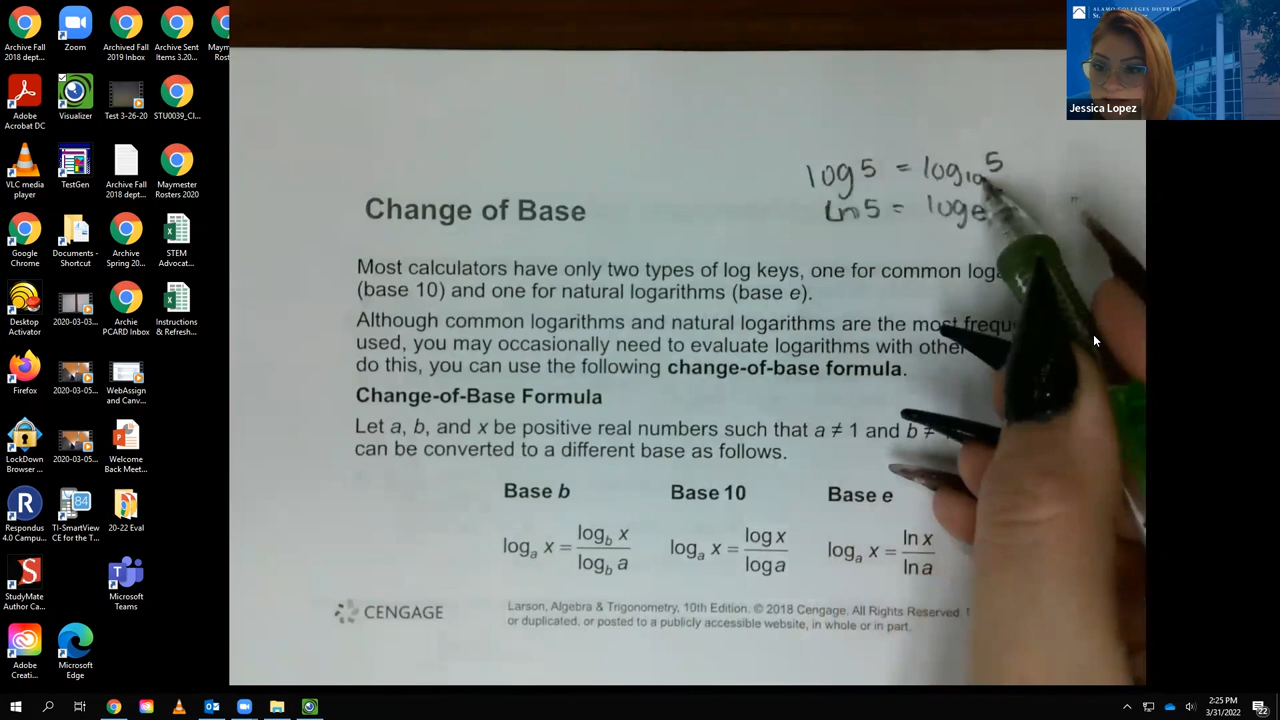 Archive Fall 2018 dept...
Zoom
Archived Fall 2019 Inbox
Archive Sent Items 3.20...
Maymester Rosters
Adobe Acrobat DC
Visualizer
Test 3-26-20
STU0039_Cl...
VLC media player
TestGen
Archive Fall 2018 dept...
Maymester Rosters 2020
Google Chrome
Documents - Shortcut
Archive Spring 20...
STEM Advocat...
Desktop Activator
2020-03-03...
Archie PCARD Inbox
Instructions & Refresh...
Firefox
2020-03-05...
WebAssign and Canv...
LockDown Browser ...
2020-03-05...
Welcome Back Meet...
Respondus 4.0 Campu...
TI-SmartView CE for the T...
20-22 Eval
StudyMate Author Ca...
Microsoft Teams
Adobe Creati...
Microsoft Edge
ALAMO COLLEGES DISTRICT
Jessica Lopez
log 5 = log10 5
ln 5 = loge
Change of Base
Most calculators have only two types of log keys, one for common loga
(base 10) and one for natural logarithms (base e).
Although common logarithms and natural logarithms are the most frequ
used, you may occasionally need to evaluate logarithms with other
do this, you can use the following change-of-base formula.
Change-of-Base Formula
Let a, b, and x be positive real numbers such that a ≠ 1 and b ≠
can be converted to a different base as follows.
Base b Base 10 Base e
log_a x = log_b x / log_b a log_a x = log x / log a log_a x = ln x / ln a
CENGAGE
Larson, Algebra & Trigonometry, 10th Edition. © 2018 Cengage. All Rights Reserved.
or duplicated, or posted to a publicly accessible website, in whole or in part.
2:25 PM
3/31/2022
22